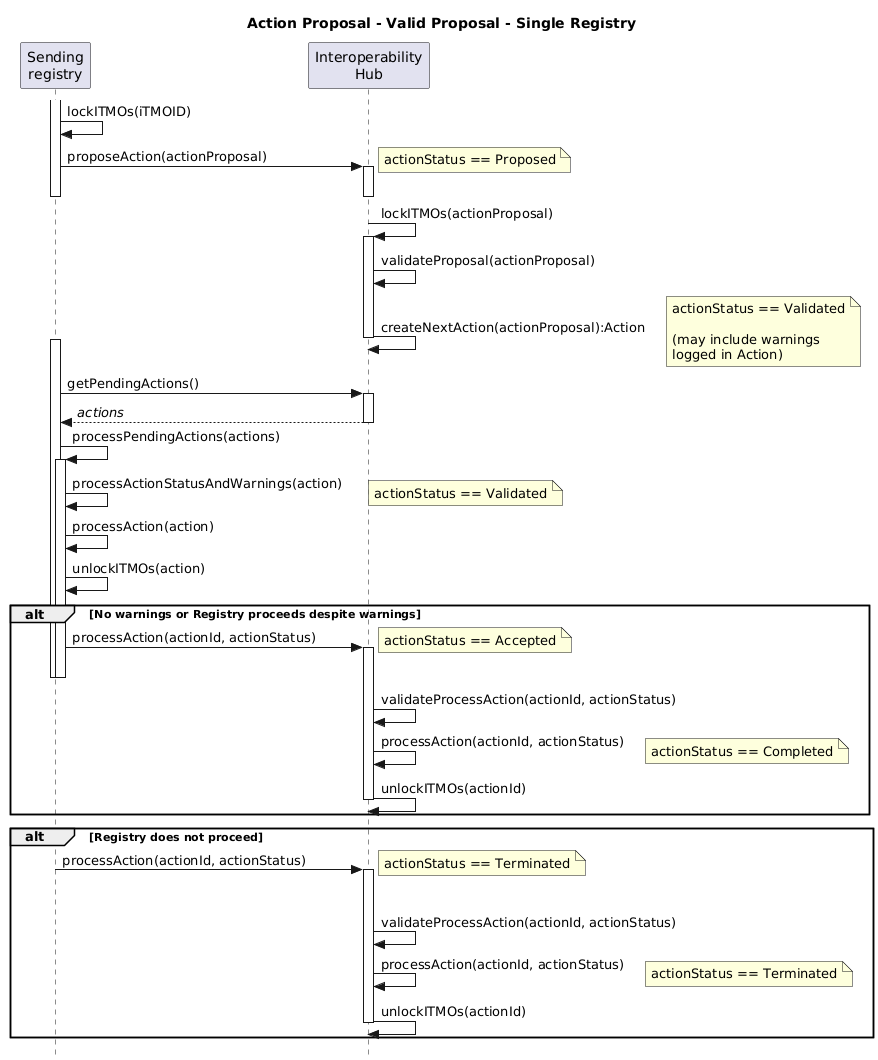 Action Proposal - Valid Proposal - Single Registry
Sending
registry
Interoperability
Hub
lockITMOs(iTMOID)
proposeAction(actionProposal)
actionStatus == Proposed
lockITMOs(actionProposal)
validateProposal(actionProposal)
createNextAction(actionProposal):Action
actionStatus == Validated
(may include warnings
logged in Action)
getPendingActions()
actions
processPendingActions(actions)
processActionStatusAndWarnings(action)
actionStatus == Validated
processAction(action)
unlockITMOs(action)
alt [No warnings or Registry proceeds despite warnings]
processAction(actionId, actionStatus)
actionStatus == Accepted
validateProcessAction(actionId, actionStatus)
processAction(actionId, actionStatus)
actionStatus == Completed
unlockITMOs(actionId)
alt [Registry does not proceed]
processAction(actionId, actionStatus)
actionStatus == Terminated
validateProcessAction(actionId, actionStatus)
processAction(actionId, actionStatus)
actionStatus == Terminated
unlockITMOs(actionId)